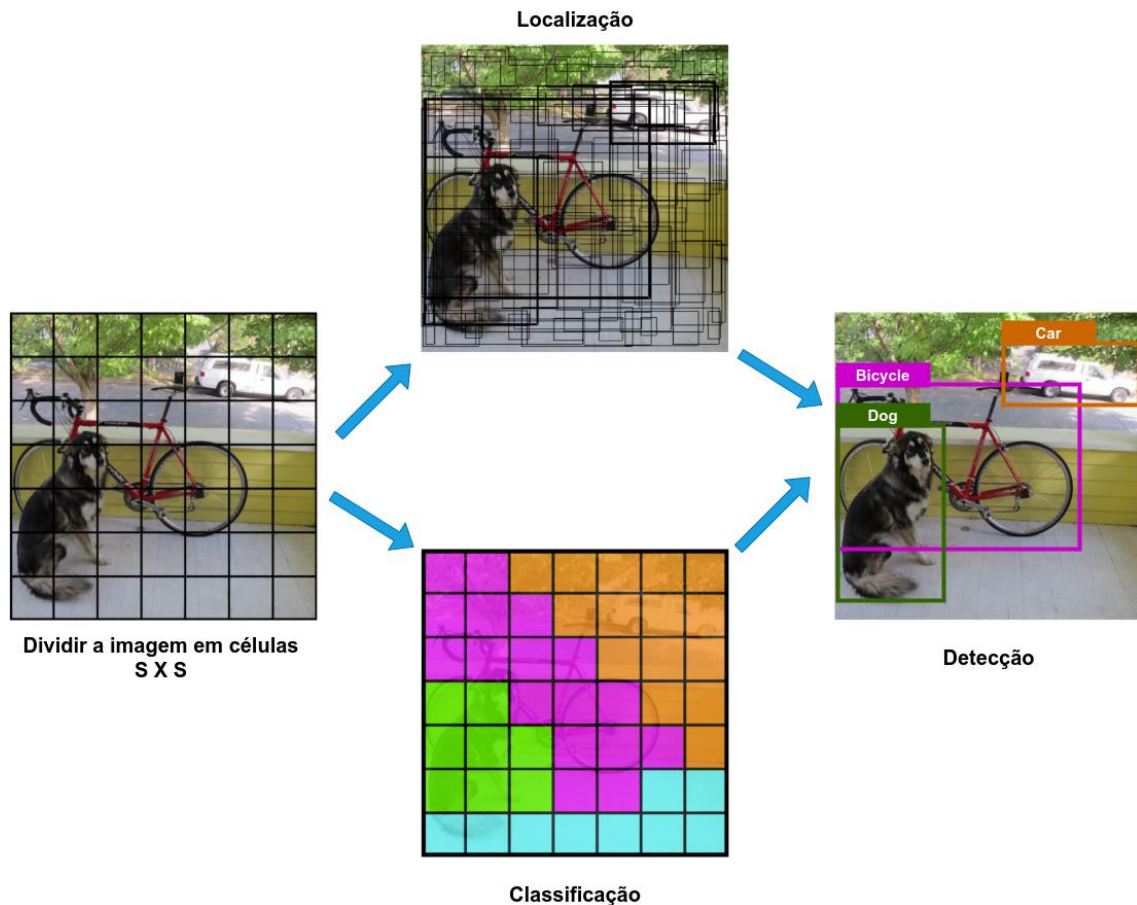 Localização
Dividir a imagem em células
S X S
Car
Bicycle
Dog
Detecção
Classificação